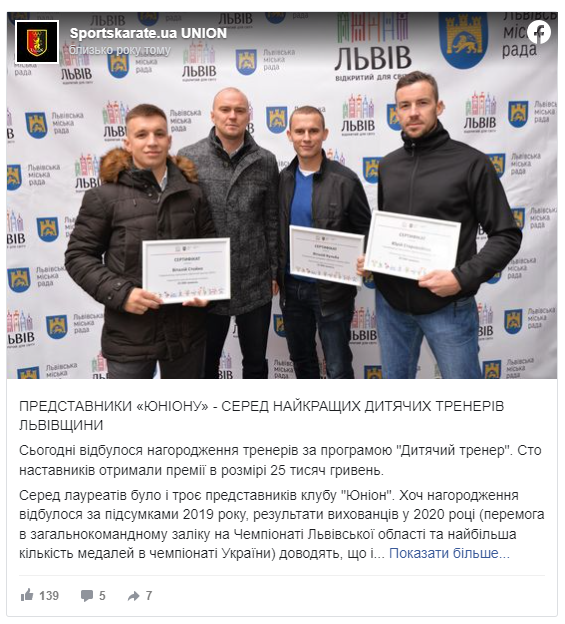 Sportskarate.ua UNION
близько року тому
ЛЬВІВ
ВІДКРИТИЙ ДЛЯ СВІТУ
Львівська
міська
рада
СЕРТИФІКАТ
СЕРТИФІКАТ
СЕРТИФІКАТ
ПРЕДСТАВНИКИ «ЮНІОНУ» - СЕРЕД НАЙКРАЩИХ ДИТЯЧИХ ТРЕНЕРІВ
ЛЬВІВЩИНИ
Сьогодні відбулося нагородження тренерів за програмою "Дитячий тренер". Сто
наставників отримали премії в розмірі 25 тисяч гривень.
Серед лауреатів було і троє представників клубу "Юніон". Хоч нагородження
відбулося за підсумками 2019 року, результати вихованців у 2020 році (перемога
в загальнокомандному заліку на Чемпіонаті Львівської області та найбільша
кількість медалей в чемпіонаті України) доводять, що і... Показати більше...
139
5
7